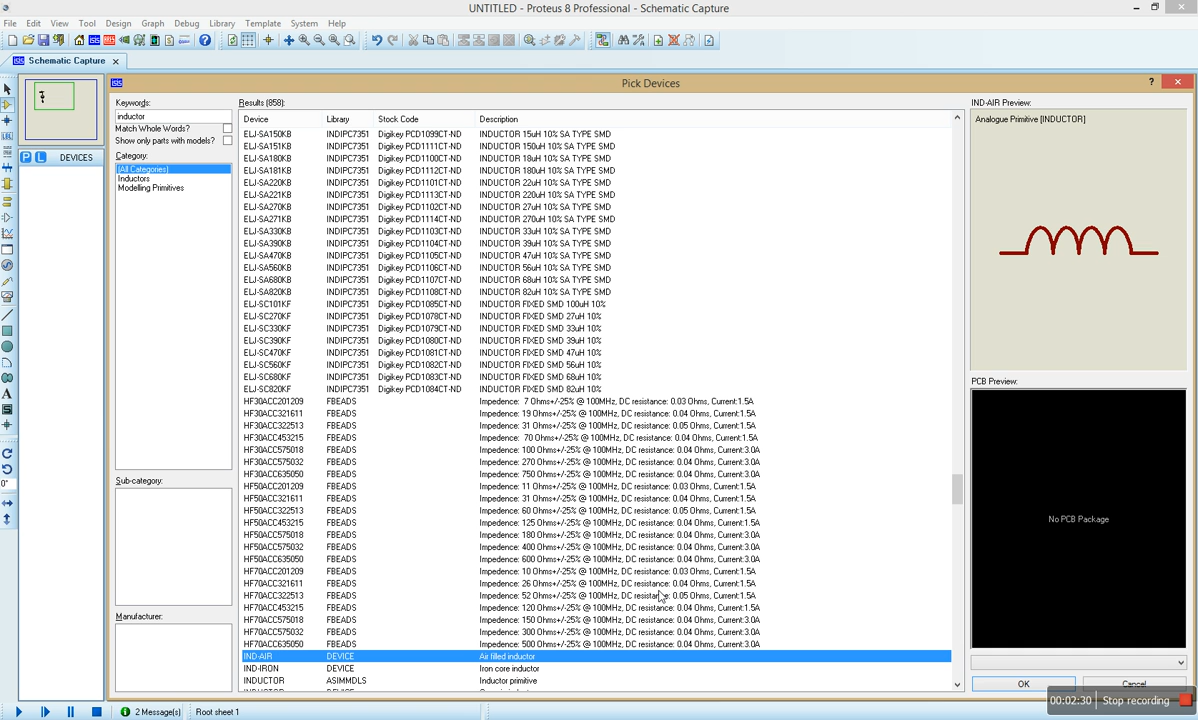 UNTITLED - Proteus 8 Professional - Schematic Capture
File Edit View Tool Design Graph Debug Library Template System Help
Schematic Capture
Pick Devices
Keywords:
inductor
Match Whole Words?
Show only parts with models?
Category:
(All Categories)
Inductors
Modelling Primitives
Sub-category:
Manufacturer:
P L DEVICES
Results (858):
Device Library Stock Code Description
ELJ-SA150KB INDIPC7351 Digikey PCD1099CT-ND INDUCTOR 15uH 10% SA TYPE SMD
ELJ-SA151KB INDIPC7351 Digikey PCD1111CT-ND INDUCTOR 150uH 10% SA TYPE SMD
ELJ-SA180KB INDIPC7351 Digikey PCD1100CT-ND INDUCTOR 18uH 10% SA TYPE SMD
ELJ-SA181KB INDIPC7351 Digikey PCD1112CT-ND INDUCTOR 180uH 10% SA TYPE SMD
ELJ-SA220KB INDIPC7351 Digikey PCD1101CT-ND INDUCTOR 22uH 10% SA TYPE SMD
ELJ-SA221KB INDIPC7351 Digikey PCD1113CT-ND INDUCTOR 220uH 10% SA TYPE SMD
ELJ-SA270KB INDIPC7351 Digikey PCD1102CT-ND INDUCTOR 27uH 10% SA TYPE SMD
ELJ-SA271KB INDIPC7351 Digikey PCD1114CT-ND INDUCTOR 270uH 10% SA TYPE SMD
ELJ-SA330KB INDIPC7351 Digikey PCD1103CT-ND INDUCTOR 33uH 10% SA TYPE SMD
ELJ-SA390KB INDIPC7351 Digikey PCD1104CT-ND INDUCTOR 39uH 10% SA TYPE SMD
ELJ-SA470KB INDIPC7351 Digikey PCD1105CT-ND INDUCTOR 47uH 10% SA TYPE SMD
ELJ-SA560KB INDIPC7351 Digikey PCD1106CT-ND INDUCTOR 56uH 10% SA TYPE SMD
ELJ-SA680KB INDIPC7351 Digikey PCD1107CT-ND INDUCTOR 68uH 10% SA TYPE SMD
ELJ-SA820KB INDIPC7351 Digikey PCD1108CT-ND INDUCTOR 82uH 10% SA TYPE SMD
ELJ-SC101KF INDIPC7351 Digikey PCD1085CT-ND INDUCTOR FIXED SMD 100uH 10%
ELJ-SC270KF INDIPC7351 Digikey PCD1078CT-ND INDUCTOR FIXED SMD 27uH 10%
ELJ-SC330KF INDIPC7351 Digikey PCD1079CT-ND INDUCTOR FIXED SMD 33uH 10%
ELJ-SC390KF INDIPC7351 Digikey PCD1080CT-ND INDUCTOR FIXED SMD 39uH 10%
ELJ-SC470KF INDIPC7351 Digikey PCD1081CT-ND INDUCTOR FIXED SMD 47uH 10%
ELJ-SC560KF INDIPC7351 Digikey PCD1082CT-ND INDUCTOR FIXED SMD 56uH 10%
ELJ-SC680KF INDIPC7351 Digikey PCD1083CT-ND INDUCTOR FIXED SMD 68uH 10%
ELJ-SC820KF INDIPC7351 Digikey PCD1084CT-ND INDUCTOR FIXED SMD 82uH 10%
HF30ACC201209 FBEADS Impedence: 7 Ohms+/-25% @ 100MHz, DC resistance: 0.03 Ohms, Current:1.5A
HF30ACC321611 FBEADS Impedence: 19 Ohms+/-25% @ 100MHz, DC resistance: 0.04 Ohms, Current:1.5A
HF30ACC322513 FBEADS Impedence: 31 Ohms+/-25% @ 100MHz, DC resistance: 0.05 Ohms, Current:1.5A
HF30ACC453215 FBEADS Impedence: 70 Ohms+/-25% @ 100MHz, DC resistance: 0.04 Ohms, Current:1.5A
HF30ACC575018 FBEADS Impedence: 100 Ohms+/-25% @ 100MHz, DC resistance: 0.04 Ohms, Current:3.0A
HF30ACC575032 FBEADS Impedence: 270 Ohms+/-25% @ 100MHz, DC resistance: 0.04 Ohms, Current:3.0A
HF30ACC635050 FBEADS Impedence: 750 Ohms+/-25% @ 100MHz, DC resistance: 0.04 Ohms, Current:3.0A
HF50ACC201209 FBEADS Impedence: 11 Ohms+/-25% @ 100MHz, DC resistance: 0.03 Ohms, Current:1.5A
HF50ACC321611 FBEADS Impedence: 31 Ohms+/-25% @ 100MHz, DC resistance: 0.04 Ohms, Current:1.5A
HF50ACC322513 FBEADS Impedence: 60 Ohms+/-25% @ 100MHz, DC resistance: 0.05 Ohms, Current:1.5A
HF50ACC453215 FBEADS Impedence: 125 Ohms+/-25% @ 100MHz, DC resistance: 0.04 Ohms, Current:1.5A
HF50ACC575018 FBEADS Impedence: 180 Ohms+/-25% @ 100MHz, DC resistance: 0.04 Ohms, Current:3.0A
HF50ACC575032 FBEADS Impedence: 400 Ohms+/-25% @ 100MHz, DC resistance: 0.04 Ohms, Current:3.0A
HF50ACC635050 FBEADS Impedence: 600 Ohms+/-25% @ 100MHz, DC resistance: 0.04 Ohms, Current:3.0A
HF70ACC201209 FBEADS Impedence: 10 Ohms+/-25% @ 100MHz, DC resistance: 0.03 Ohms, Current:1.5A
HF70ACC321611 FBEADS Impedence: 26 Ohms+/-25% @ 100MHz, DC resistance: 0.04 Ohms, Current:1.5A
HF70ACC322513 FBEADS Impedence: 52 Ohms+/-25% @ 100MHz, DC resistance: 0.05 Ohms, Current:1.5A
HF70ACC453215 FBEADS Impedence: 120 Ohms+/-25% @ 100MHz, DC resistance: 0.04 Ohms, Current:1.5A
HF70ACC575018 FBEADS Impedence: 150 Ohms+/-25% @ 100MHz, DC resistance: 0.04 Ohms, Current:3.0A
HF70ACC575032 FBEADS Impedence: 300 Ohms+/-25% @ 100MHz, DC resistance: 0.04 Ohms, Current:3.0A
HF70ACC635050 FBEADS Impedence: 500 Ohms+/-25% @ 100MHz, DC resistance: 0.04 Ohms, Current:3.0A
IND-AIR DEVICE Air filled inductor
IND-IRON DEVICE Iron core inductor
INDUCTOR ASIMMDLS Inductor primitive
IND-AIR Preview:
Analogue Primitive [INDUCTOR]
PCB Preview:
No PCB Package
OK Cancel
00:02:30 Stop recording
2 Message(s) Root sheet 1